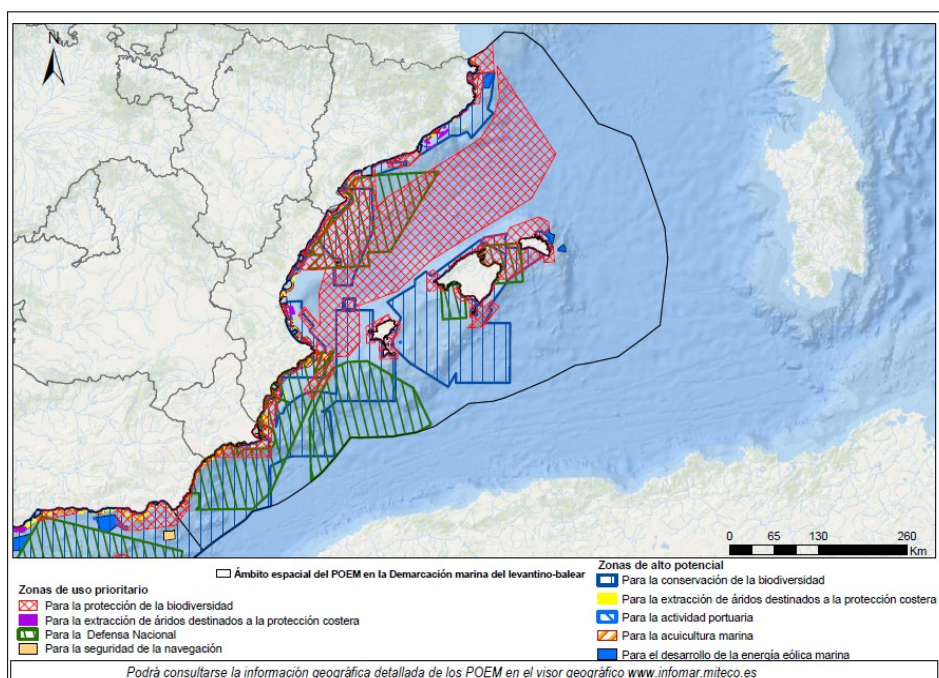 N
0 65 130 260
Km
Ámbito espacial del POEM en la Demarcación marina del levantino-balear
Zonas de uso prioritario
Para la protección de la biodiversidad
Para la extracción de áridos destinados a la protección costera
Para la Defensa Nacional
Para la seguridad de la navegación
Zonas de alto potencial
Para la conservación de la biodiversidad
Para la extracción de áridos destinados a la protección costera
Para la actividad portuaria
Para la acuicultura marina
Para el desarrollo de la energía eólica marina
Podrá consultarse la información geográfica detallada de los POEM en el visor geográfico www.infomar.miteco.es